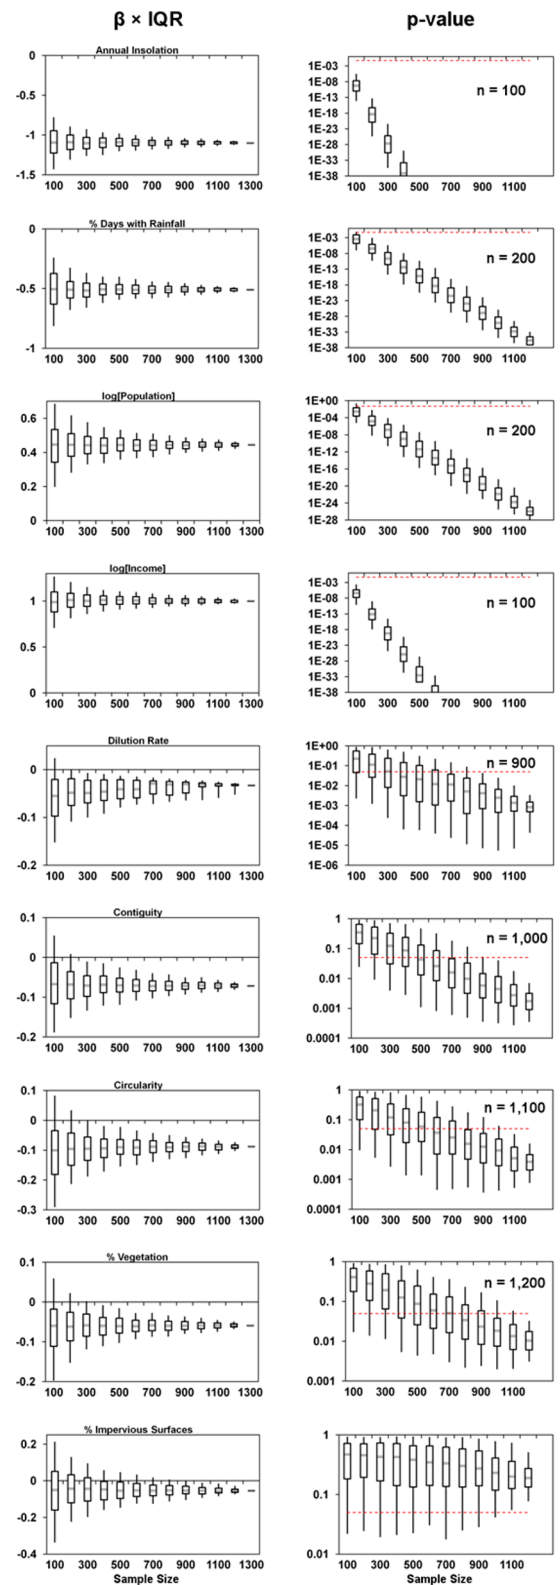 β × IQR
p-value
Annual Insolation
0
-0.5
-1
-1.5
100 300 500 700 900 1100 1300
1E-03
1E-08
1E-13
1E-18
1E-23
1E-28
1E-33
1E-38
n = 100
100 300 500 700 900 1100
% Days with Rainfall
0
-0.5
-1
100 300 500 700 900 1100 1300
1E-03
1E-08
1E-13
1E-18
1E-23
1E-28
1E-33
1E-38
n = 200
100 300 500 700 900 1100
log[Population]
0.6
0.4
0.2
0
100 300 500 700 900 1100 1300
1E+00
1E-04
1E-08
1E-12
1E-16
1E-20
1E-24
1E-28
n = 200
100 300 500 700 900 1100
log[Income]
1
0.5
0
100 300 500 700 900 1100 1300
1E-03
1E-08
1E-13
1E-18
1E-23
1E-28
1E-33
1E-38
n = 100
100 300 500 700 900 1100
Dilution Rate
0
-0.1
-0.2
100 300 500 700 900 1100 1300
1E+00
1E-01
1E-02
1E-03
1E-04
1E-05
1E-06
n = 900
100 300 500 700 900 1100
Contiguity
0.1
0
-0.1
-0.2
100 300 500 700 900 1100 1300
1
0.1
0.01
0.001
0.0001
n = 1,000
100 300 500 700 900 1100
Circularity
0.1
0
-0.1
-0.2
-0.3
100 300 500 700 900 1100 1300
1
0.1
0.01
0.001
0.0001
n = 1,100
100 300 500 700 900 1100
% Vegetation
0.1
0
-0.1
-0.2
100 300 500 700 900 1100 1300
1
0.1
0.01
0.001
n = 1,200
100 300 500 700 900 1100
% Impervious Surfaces
0.2
0
-0.2
-0.4
100 300 500 700 900 1100 1300
Sample Size
1
0.1
0.01
100 300 500 700 900 1100
Sample Size